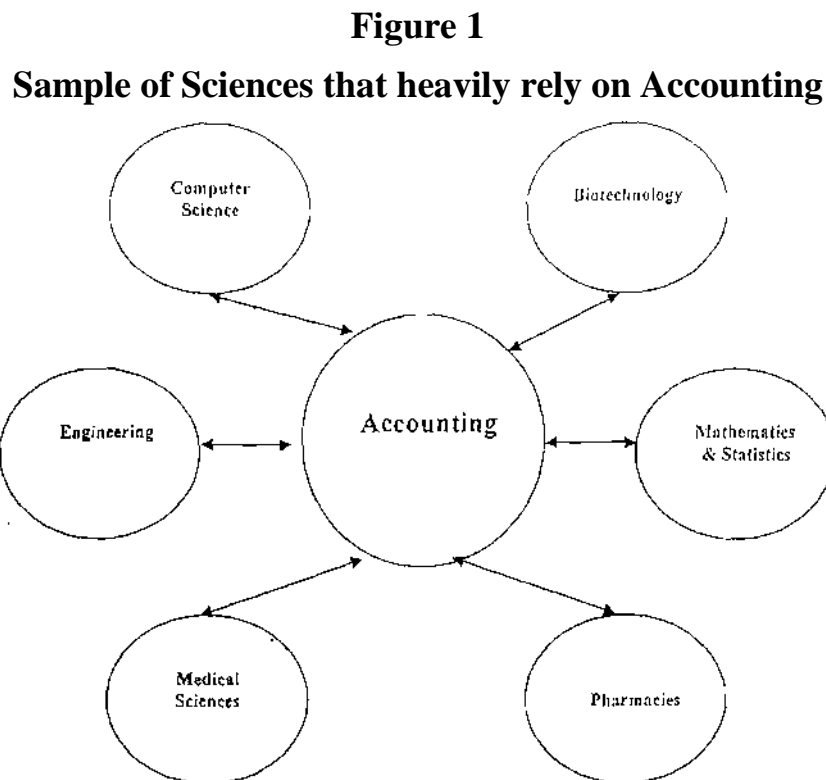 Figure 1
Sample of Sciences that heavily rely on Accounting
Computer
Science
Biotechnology
Engineering
Accounting
Mathematics
& Statistics
Medical
Sciences
Pharmacies